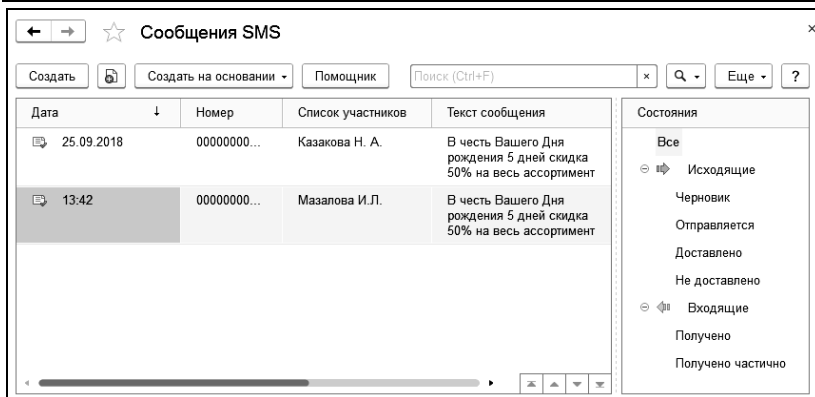 Сообщения SMS
Создать Создать на основании Помощник Поиск (Ctrl+F) × Еще ?
Дата ↓ Номер Список участников Текст сообщения
25.09.2018 00000000... Казакова Н. А. В честь Вашего Дня
рождения 5 дней скидка
50% на весь ассортимент
13:42 00000000... Мазалова И.Л. В честь Вашего Дня
рождения 5 дней скидка
50% на весь ассортимент
Состояния
Все
Исходящие
Черновик
Отправляется
Доставлено
Не доставлено
Входящие
Получено
Получено частично